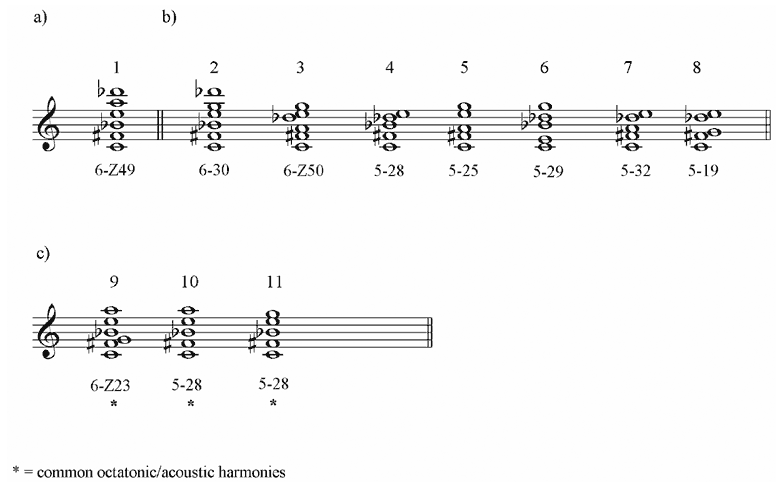 a) b)
1 2 3 4 5 6 7 8
6-Z49 6-30 6-Z50 5-28 5-25 5-29 5-32 5-19
c)
9 10 11
6-Z23 5-28 5-28
* * *
* = common octatonic/acoustic harmonies